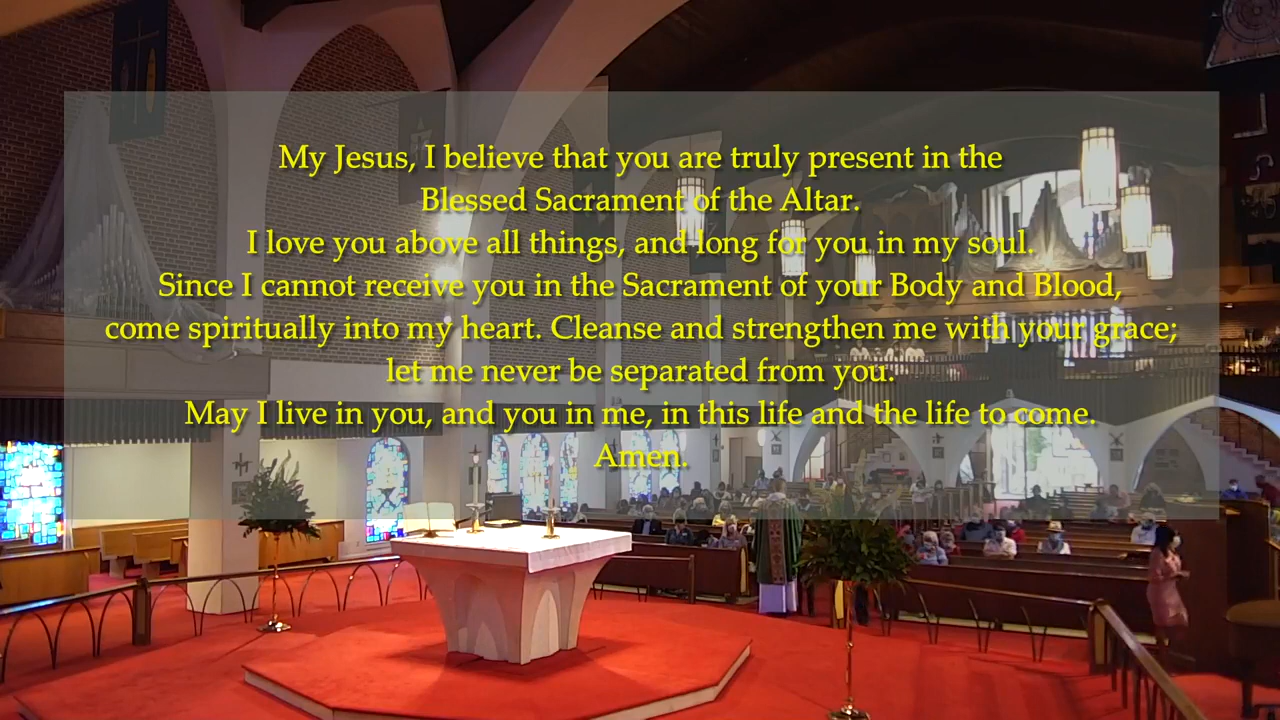 My Jesus, I believe that you are truly present in the
Blessed Sacrament of the Altar.
I love you above all things, and long for you in my soul.
Since I cannot receive you in the Sacrament of your Body and Blood,
come spiritually into my heart. Cleanse and strengthen me with your grace;
let me never be separated from you.
May I live in you, and you in me, in this life and the life to come.
Amen.